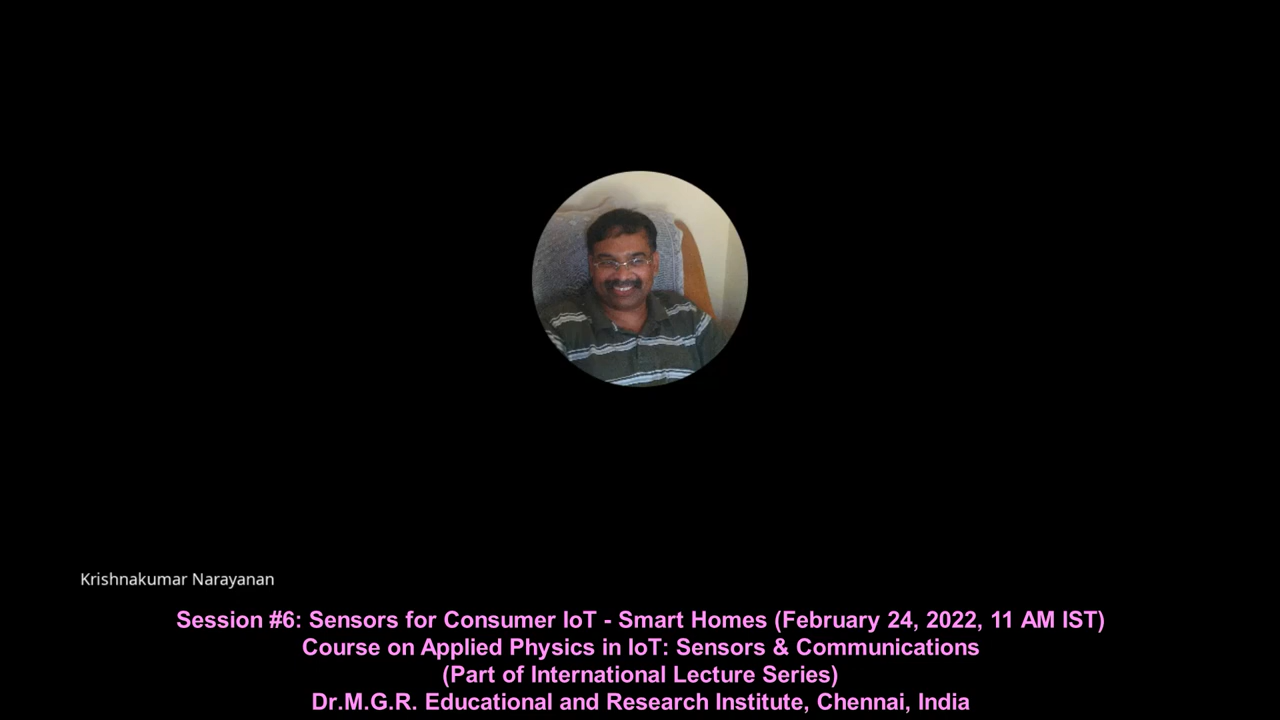 Krishnakumar Narayanan
Session #6: Sensors for Consumer IoT - Smart Homes (February 24, 2022, 11 AM IST)
Course on Applied Physics in IoT: Sensors & Communications
(Part of International Lecture Series)
Dr.M.G.R. Educational and Research Institute, Chennai, India